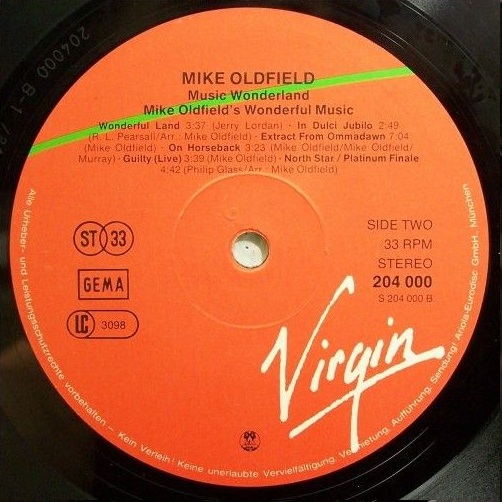 MIKE OLDFIELD
Music Wonderland
Mike Oldfield's Wonderful Music
Wonderful Land 3:37 (Jerry Lordan) · In Dulci Jubilo 2:49
(R. L. Pearsall/Arr.: Mike Oldfield) · Extract From Ommadawn 7:04
(Mike Oldfield) · On Horseback 3:23 (Mike Oldfield/Mike Oldfield/
Murray) · Guilty (Live) 3:39 (Mike Oldfield) · North Star / Platinum Finale
4:42 (Philip Glass/Arr.: Mike Oldfield)
ST 33
GEMA
LC 3098
SIDE TWO
33 RPM
STEREO
204 000
S 204 000 B
Virgin
Alle Urheber- und Leistungsschutzrechte vorbehalten – Kein Verleih! Keine unerlaubte Vervielfältigung, Vermietung, Aufführung, Sendung! Ariola-Eurodisc GmbH, München
204000 B-1